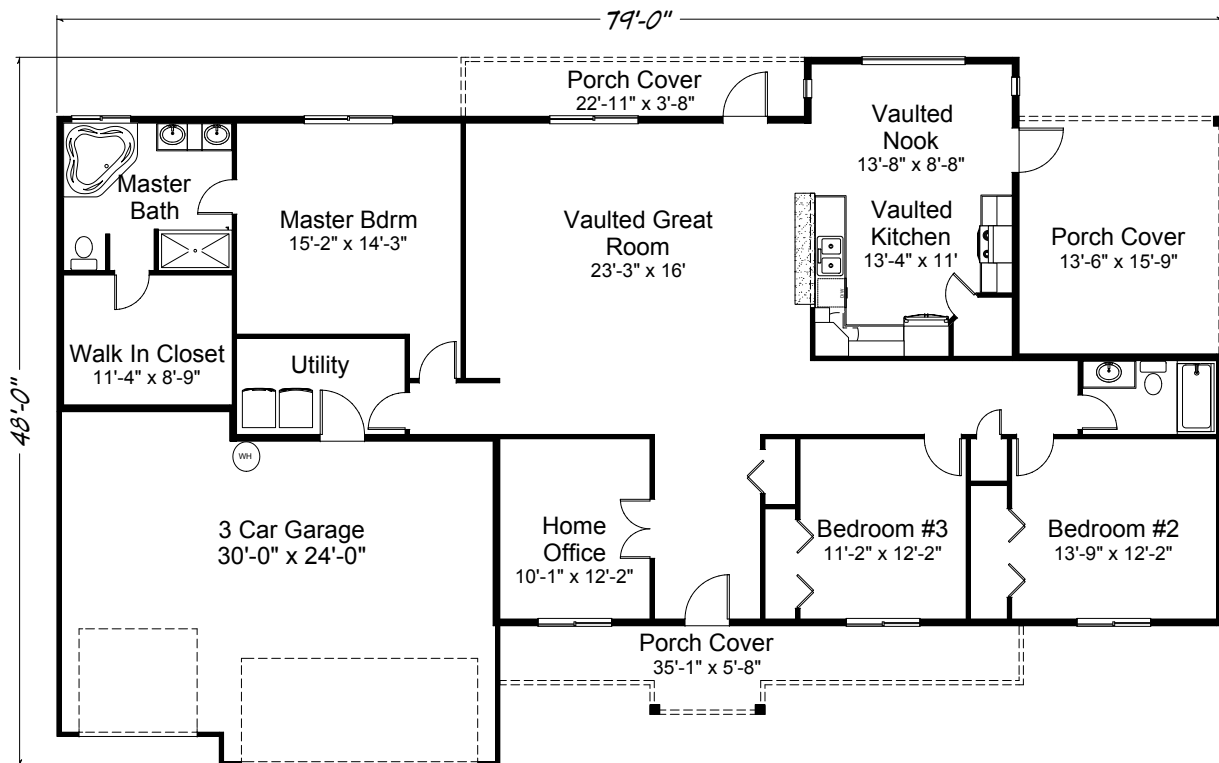 79'-0"
48'-0"
Porch Cover
22'-11" x 3'-8"
Vaulted
Nook
13'-8" x 8'-8"
Master
Bath
Master Bdrm
15'-2" x 14'-3"
Vaulted Great
Room
23'-3" x 16'
Vaulted
Kitchen
13'-4" x 11'
Porch Cover
13'-6" x 15'-9"
Walk In Closet
11'-4" x 8'-9"
Utility
WH
3 Car Garage
30'-0" x 24'-0"
Home
Office
10'-1" x 12'-2"
Bedroom #3
11'-2" x 12'-2"
Bedroom #2
13'-9" x 12'-2"
Porch Cover
35'-1" x 5'-8"